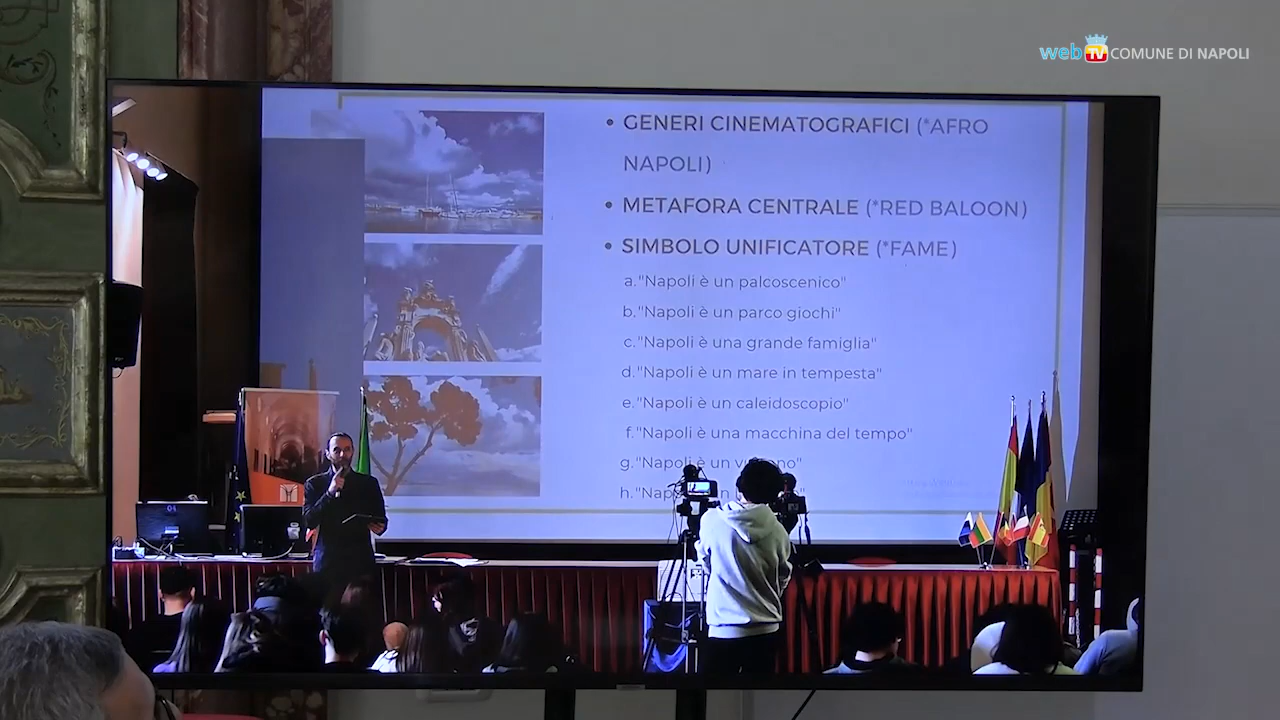 web TV COMUNE DI NAPOLI
• GENERI CINEMATOGRAFICI (*AFRO
NAPOLI)
• METAFORA CENTRALE (*RED BALOON)
• SIMBOLO UNIFICATORE (*FAME)
a. "Napoli è un palcoscenico"
b. "Napoli è un parco giochi"
c. "Napoli è una grande famiglia"
d. "Napoli è un mare in tempesta"
e. "Napoli è un caleidoscopio"
f. "Napoli è una macchina del tempo"
g. "Napoli è un
h.